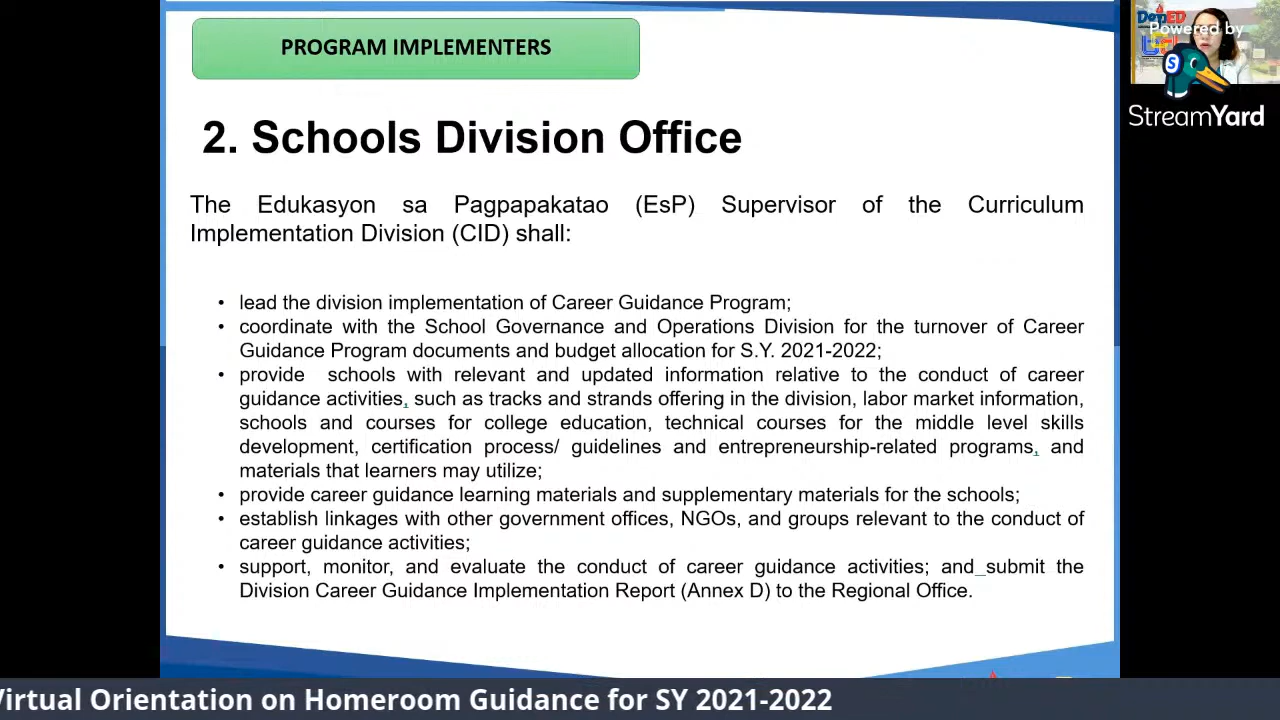 PROGRAM IMPLEMENTERS
DepED
Powered by
S
StreamYard
2. Schools Division Office
The Edukasyon sa Pagpapakatao (EsP) Supervisor of the Curriculum
Implementation Division (CID) shall:
• lead the division implementation of Career Guidance Program;
• coordinate with the School Governance and Operations Division for the turnover of Career
Guidance Program documents and budget allocation for S.Y. 2021-2022;
• provide schools with relevant and updated information relative to the conduct of career
guidance activities, such as tracks and strands offering in the division, labor market information,
schools and courses for college education, technical courses for the middle level skills
development, certification process/ guidelines and entrepreneurship-related programs, and
materials that learners may utilize;
• provide career guidance learning materials and supplementary materials for the schools;
• establish linkages with other government offices, NGOs, and groups relevant to the conduct of
career guidance activities;
• support, monitor, and evaluate the conduct of career guidance activities; and submit the
Division Career Guidance Implementation Report (Annex D) to the Regional Office.
Virtual Orientation on Homeroom Guidance for SY 2021-2022